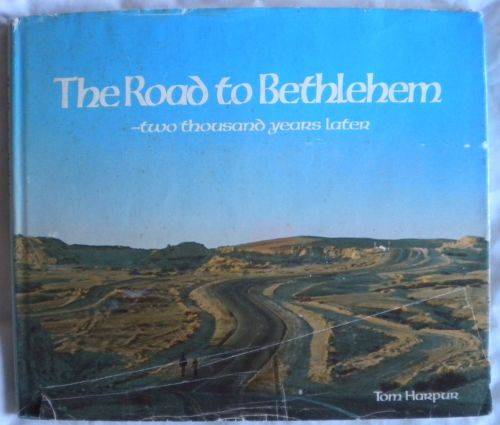 The Road to Bethlehem
-two thousand years later
Tom Harpur